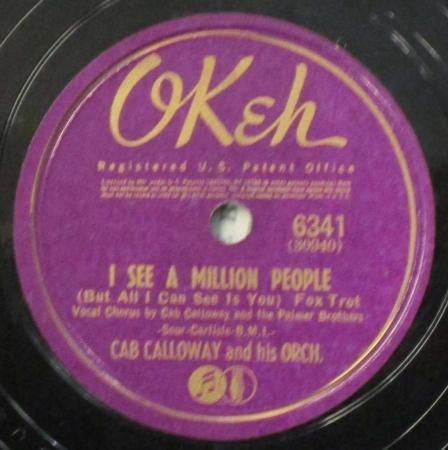 OKeh
Registered U.S. Patent Office
6341
(30940)
I SEE A MILLION PEOPLE
(But All I Can See Is You) Fox Trot
Vocal Chorus by Cab Calloway and the Palmer Brothers
-Sour-Carlisle-B.M.I.-
CAB CALLOWAY and his ORCH.